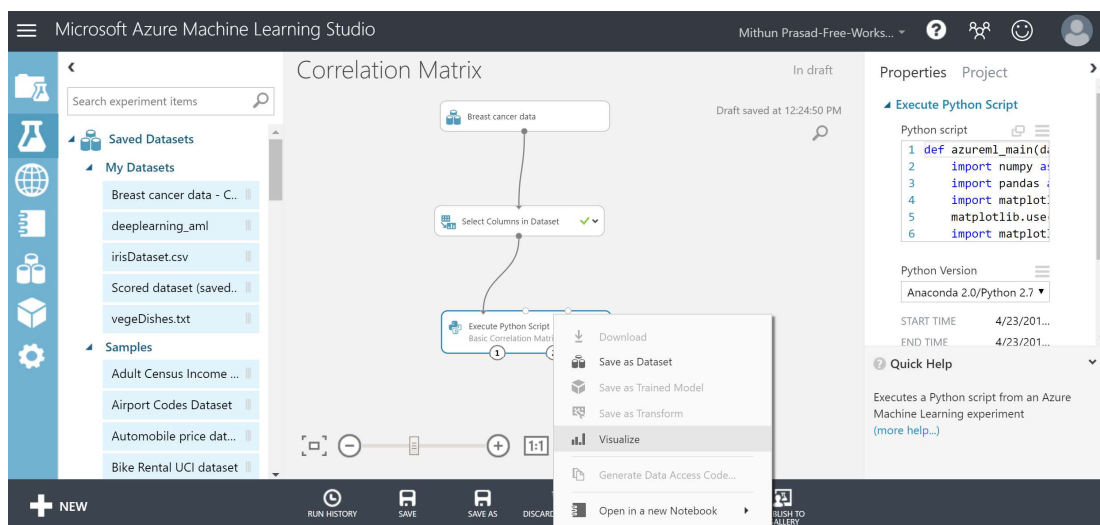 Microsoft Azure Machine Learning Studio
Mithun Prasad-Free-Works...
?
Search experiment items
Saved Datasets
My Datasets
Breast cancer data - C..
deeplearning_aml
irisDataset.csv
Scored dataset (saved..
vegeDishes.txt
Samples
Adult Census Income ...
Airport Codes Dataset
Automobile price dat...
Bike Rental UCI dataset
Correlation Matrix
In draft
Draft saved at 12:24:50 PM
Breast cancer data
Select Columns in Dataset
Execute Python Script
Basic Correlation Matri
1
1:1
Download
Save as Dataset
Save as Trained Model
Save as Transform
Visualize
Generate Data Access Code...
Open in a new Notebook
Properties Project
Execute Python Script
Python script
1 def azureml_main(da
2 import numpy as
3 import pandas a
4 import matplotl
5 matplotlib.use(
6 import matplotl
Python Version
Anaconda 2.0/Python 2.7
START TIME 4/23/201...
END TIME 4/23/201...
? Quick Help
Executes a Python script from an Azure
Machine Learning experiment
(more help...)
NEW
RUN HISTORY
SAVE
SAVE AS
DISCARD
BLISH TO
ALLERY